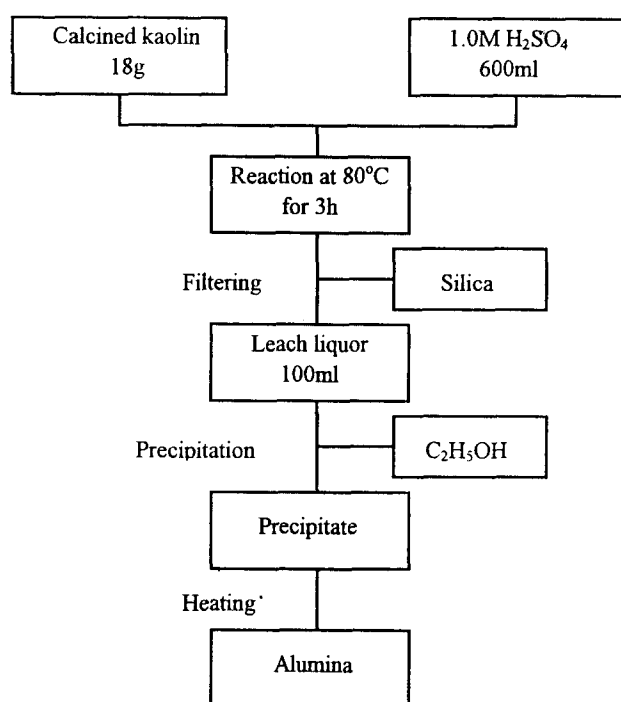 Calcined kaolin
18g
1.0M H₂SO₄
600ml
Reaction at 80°C
for 3h
Filtering
Silica
Leach liquor
100ml
Precipitation
C₂H₅OH
Precipitate
Heating
Alumina